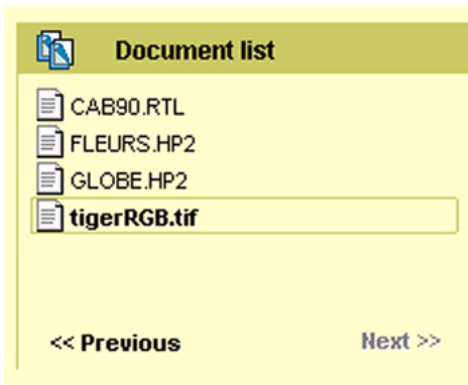 Document list
CAB90.RTL
FLEURS.HP2
GLOBE.HP2
tigerRGB.tif
<< Previous Next >>